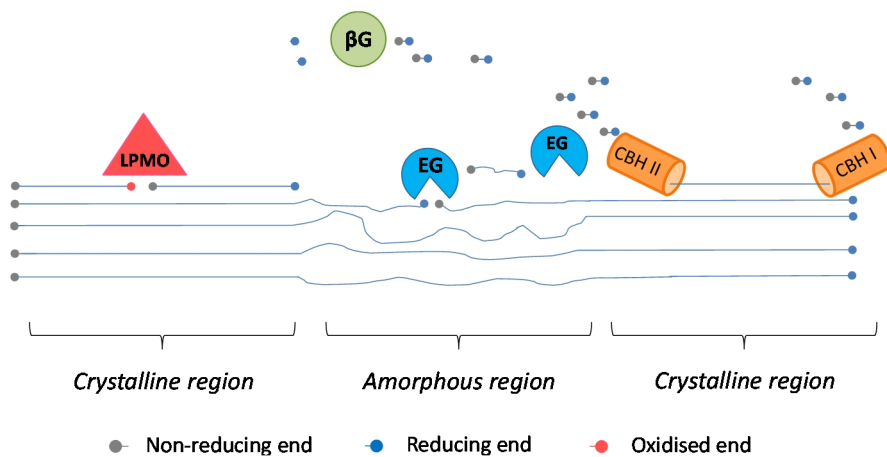 βG
LPMO
EG
EG
CBH II
CBH I
Crystalline region
Amorphous region
Crystalline region
Non-reducing end
Reducing end
Oxidised end